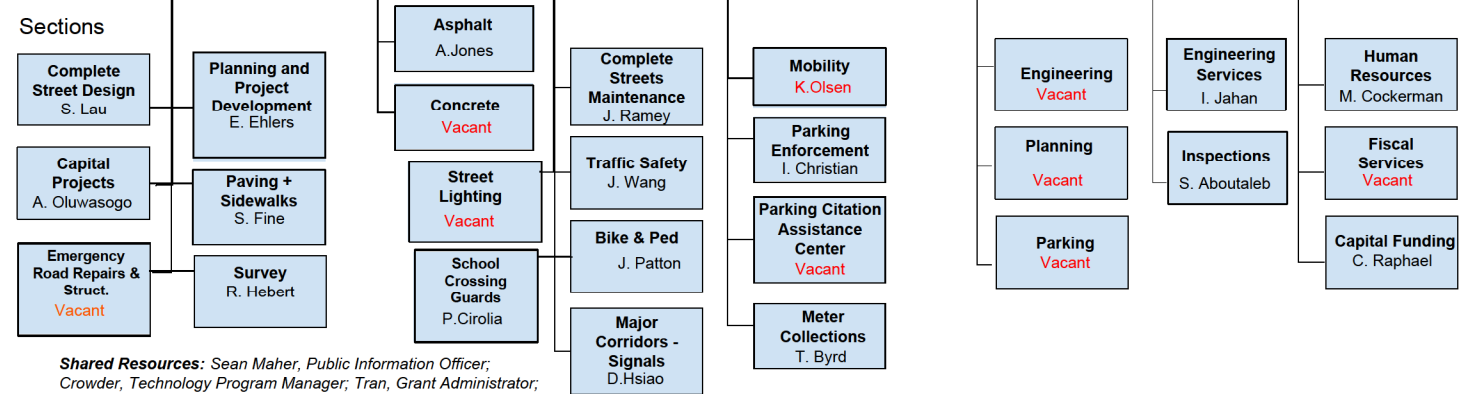 Sections
Complete
Street Design
S. Lau
Capital
Projects
A. Oluwasogo
Emergency
Road Repairs &
Struct.
Vacant
Planning and
Project
Development
E. Ehlers
Paving +
Sidewalks
S. Fine
Survey
R. Hebert
Asphalt
A.Jones
Concrete
Vacant
Street
Lighting
Vacant
School
Crossing
Guards
P.Cirolia
Complete
Streets
Maintenance
J. Ramey
Traffic Safety
J. Wang
Bike & Ped
J. Patton
Major
Corridors -
Signals
D.Hsiao
Mobility
K.Olsen
Parking
Enforcement
I. Christian
Parking Citation
Assistance
Center
Vacant
Meter
Collections
T. Byrd
Engineering
Vacant
Planning
Vacant
Parking
Vacant
Engineering
Services
I. Jahan
Inspections
S. Aboutaleb
Human
Resources
M. Cockerman
Fiscal
Services
Vacant
Capital Funding
C. Raphael
Shared Resources: Sean Maher, Public Information Officer;
Crowder, Technology Program Manager; Tran, Grant Administrator;